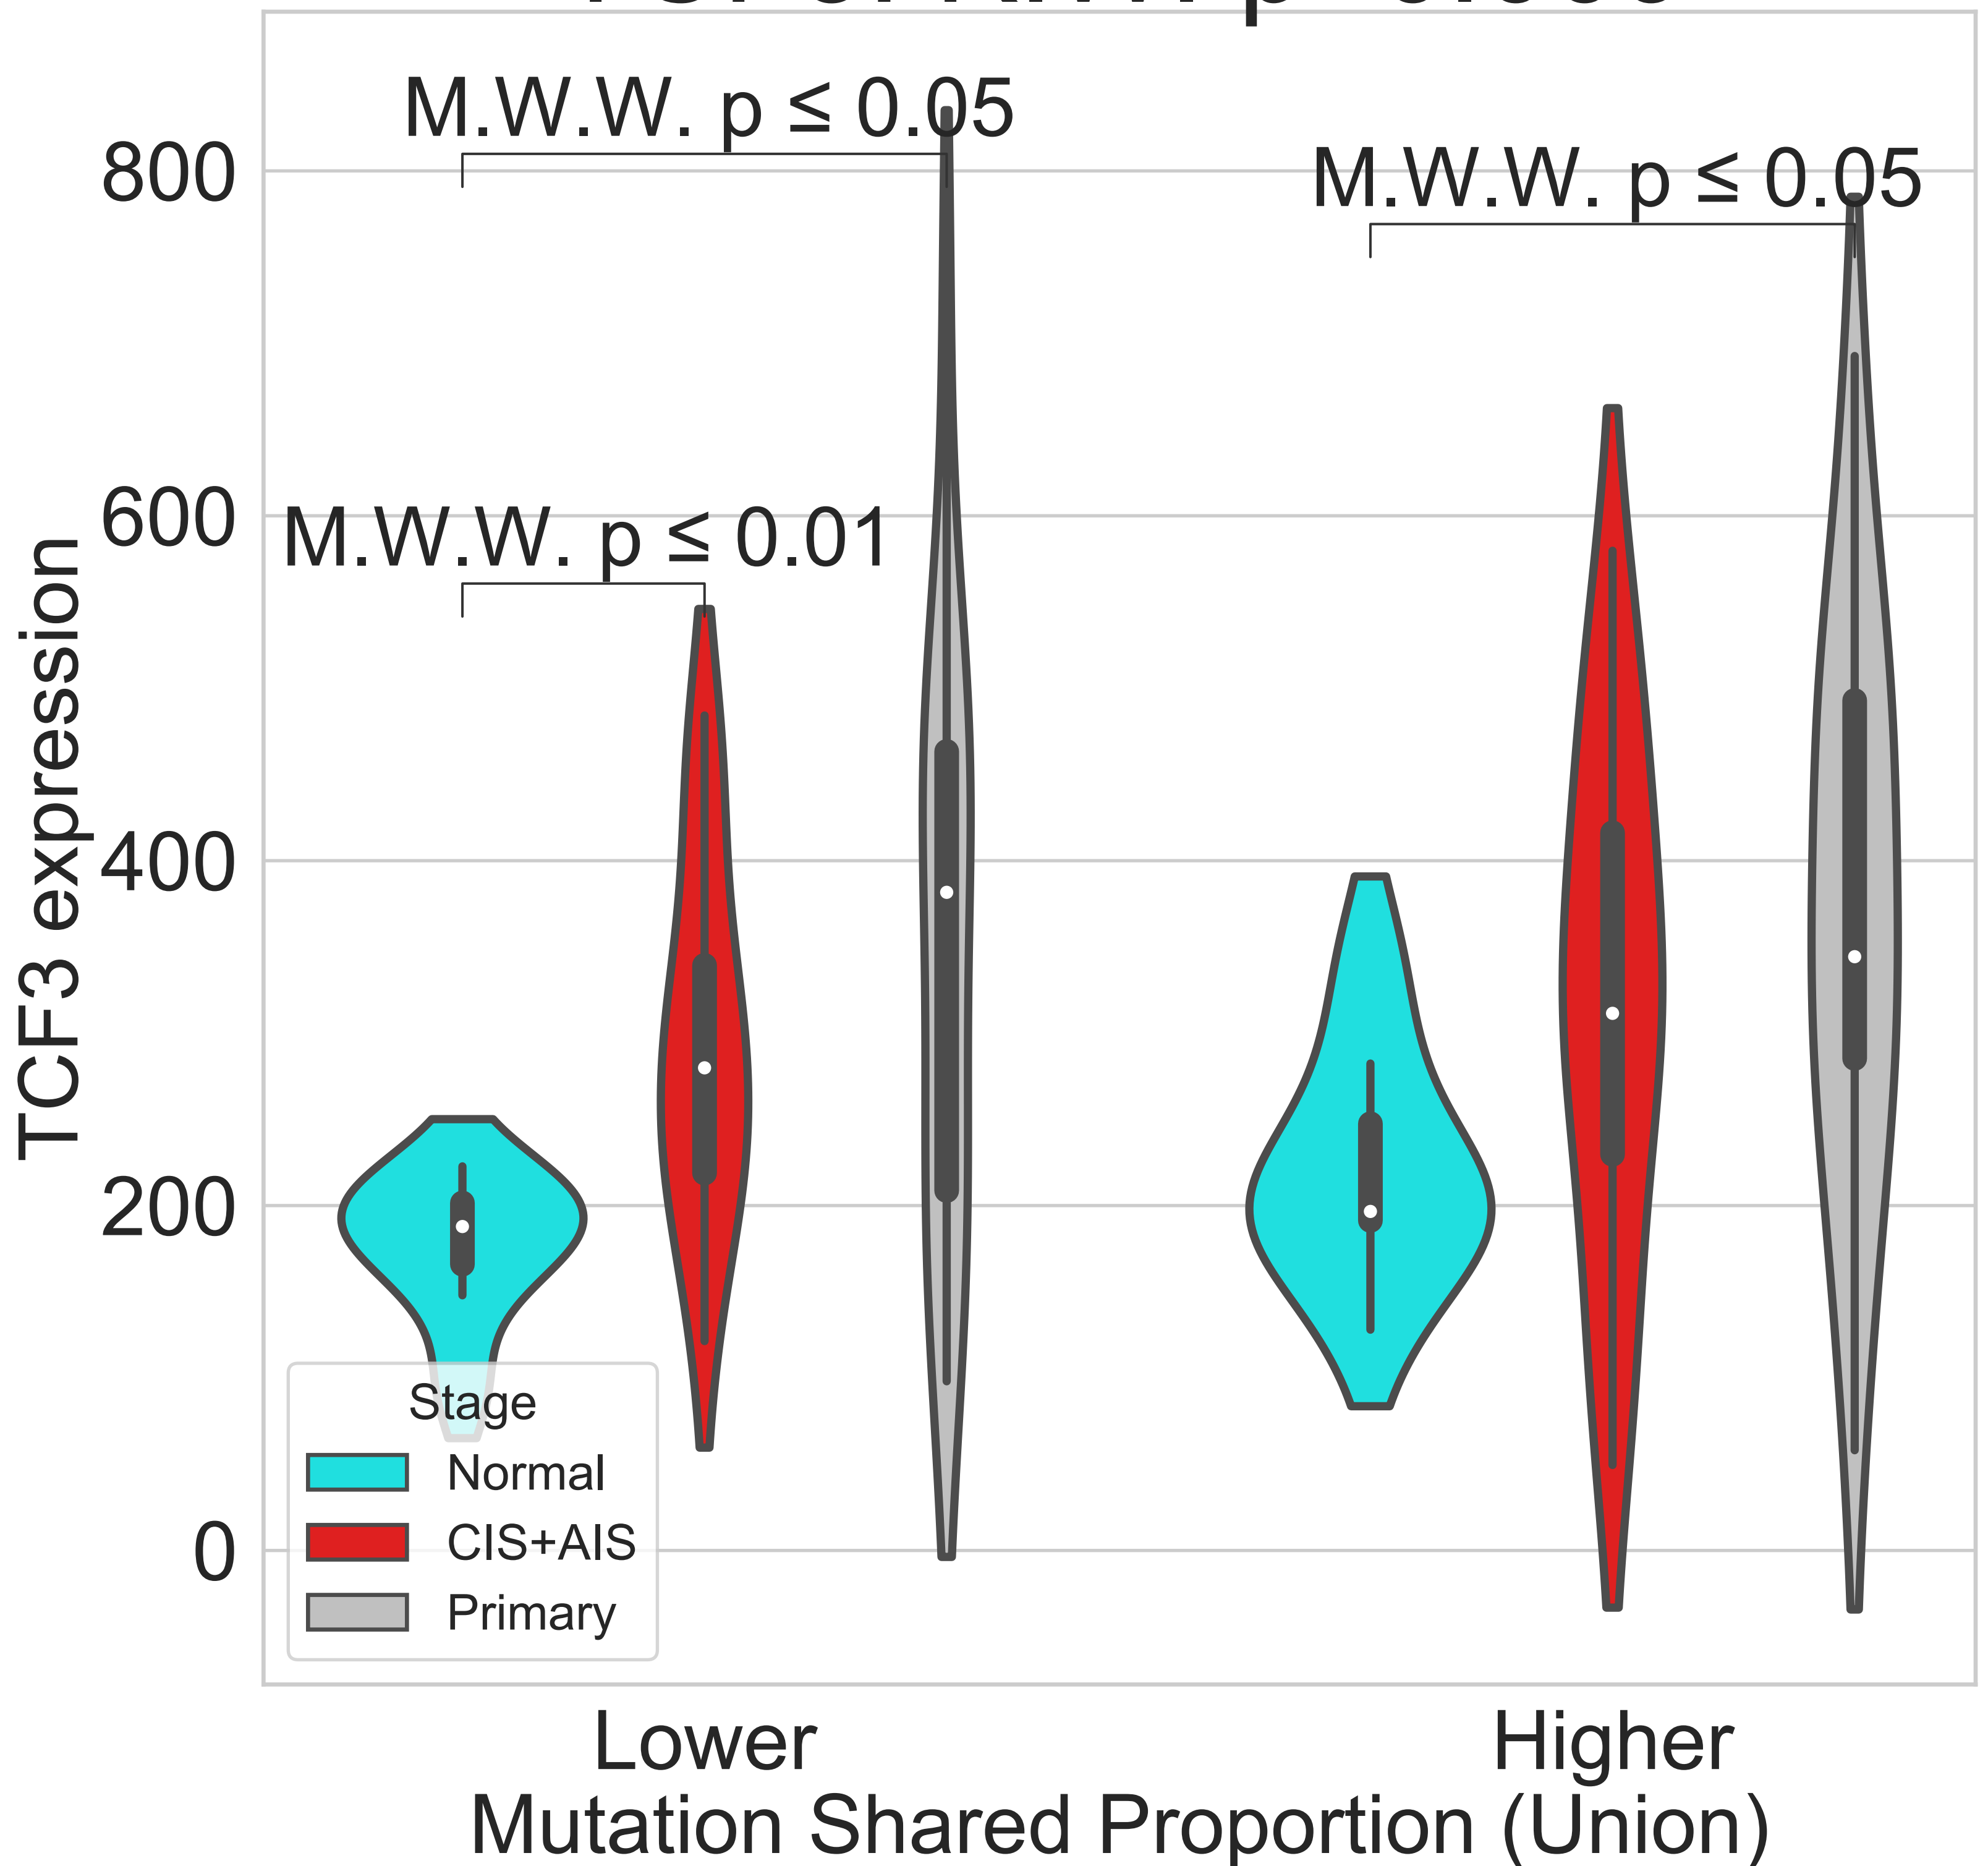 M.W.W. p ≤ 0.05
M.W.W. p ≤ 0.05
M.W.W. p ≤ 0.01
TCF3 expression
800
600
400
200
0
Stage
Normal
CIS+AIS
Primary
Lower
Higher
Mutation Shared Proportion (Union)